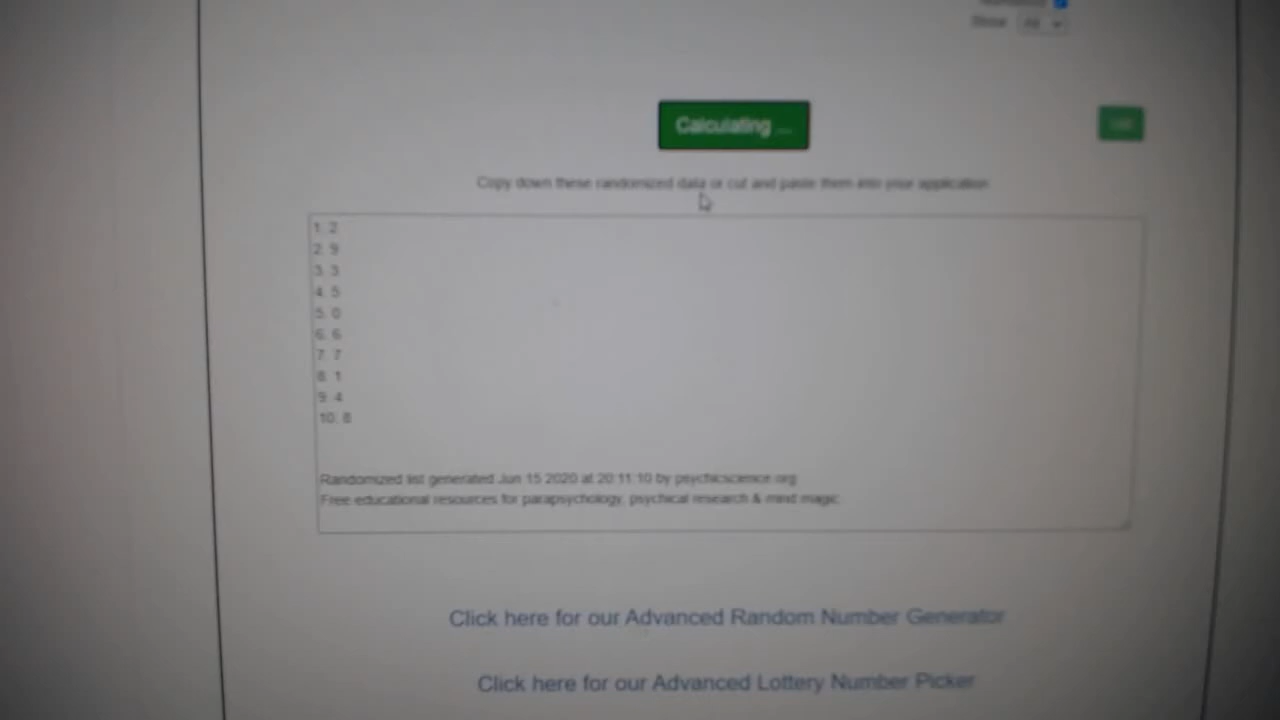 Show All
Calculating ...
Copy down these randomized data or cut and paste them into your application
1. 2
2. 9
3. 3
4. 5
5. 0
6. 6
7. 7
8. 1
9. 4
10. 8
Randomized list generated Jun 15 2020 at 20:11:10 by psychicscience.org
Free educational resources for parapsychology, psychical research & mind magic
Click here for our Advanced Random Number Generator
Click here for our Advanced Lottery Number Picker